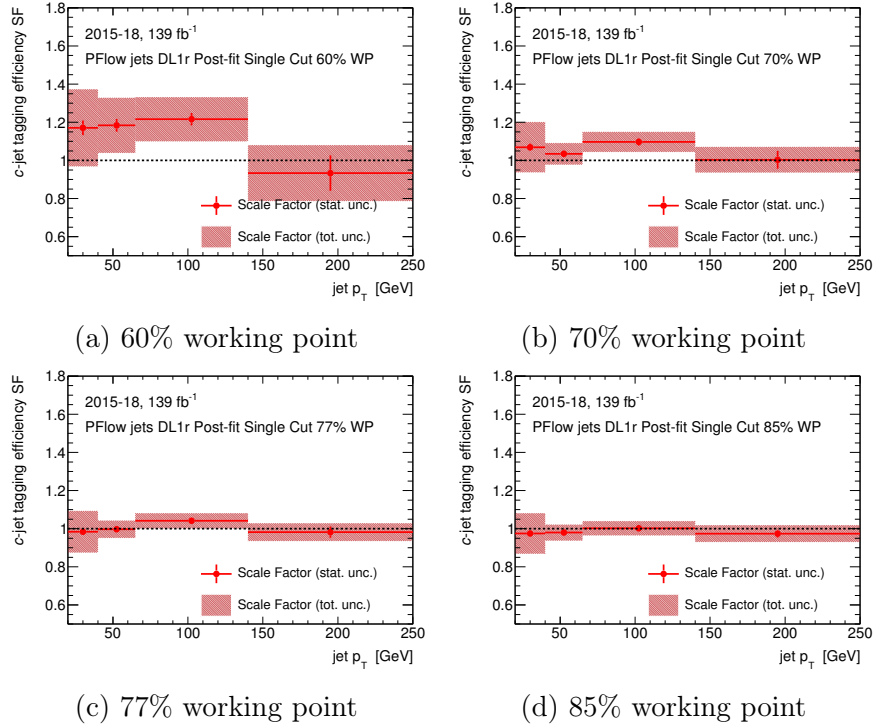 c-jet tagging efficiency SF
1.8
1.6
1.4
1.2
1
0.8
0.6
2015-18, 139 fb-1
PFlow jets DL1r Post-fit Single Cut 60% WP
Scale Factor (stat. unc.)
Scale Factor (tot. unc.)
50 100 150 200 250
jet pT [GeV]
(a) 60% working point
c-jet tagging efficiency SF
1.8
1.6
1.4
1.2
1
0.8
0.6
2015-18, 139 fb-1
PFlow jets DL1r Post-fit Single Cut 70% WP
Scale Factor (stat. unc.)
Scale Factor (tot. unc.)
50 100 150 200 250
jet pT [GeV]
(b) 70% working point
c-jet tagging efficiency SF
1.8
1.6
1.4
1.2
1
0.8
0.6
2015-18, 139 fb-1
PFlow jets DL1r Post-fit Single Cut 77% WP
Scale Factor (stat. unc.)
Scale Factor (tot. unc.)
50 100 150 200 250
jet pT [GeV]
(c) 77% working point
c-jet tagging efficiency SF
1.8
1.6
1.4
1.2
1
0.8
0.6
2015-18, 139 fb-1
PFlow jets DL1r Post-fit Single Cut 85% WP
Scale Factor (stat. unc.)
Scale Factor (tot. unc.)
50 100 150 200 250
jet pT [GeV]
(d) 85% working point